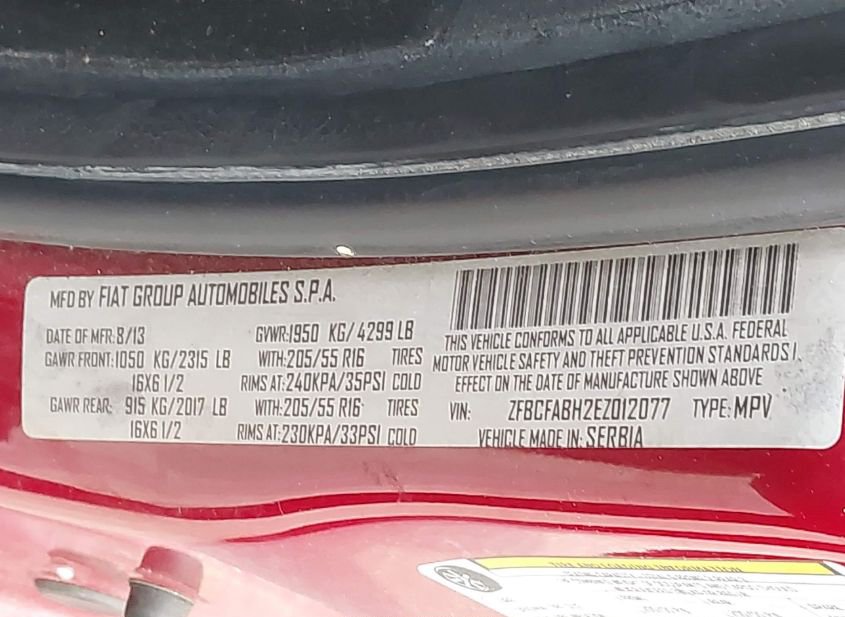 MFD BY FIAT GROUP AUTOMOBILES S.P.A.
DATE OF MFR: 8/13 GVWR: 1950 KG/ 4299 LB
GAWR FRONT: 1050 KG/2315 LB WITH: 205/55 R16 TIRES
16X6 1/2 RIMS AT: 240KPA/35PSI COLD
GAWR REAR: 915 KG/2017 LB WITH: 205/55 R16 TIRES
16X6 1/2 RIMS AT: 230KPA/33PSI COLD
THIS VEHICLE CONFORMS TO ALL APPLICABLE U.S.A. FEDERAL
MOTOR VEHICLE SAFETY AND THEFT PREVENTION STANDARDS I.
EFFECT ON THE DATE OF MANUFACTURE SHOWN ABOVE
VIN: ZFBCFABH2EZ012077 TYPE: MPV
VEHICLE MADE IN: SERBIA
TIRE AND LOADING INFORMATION